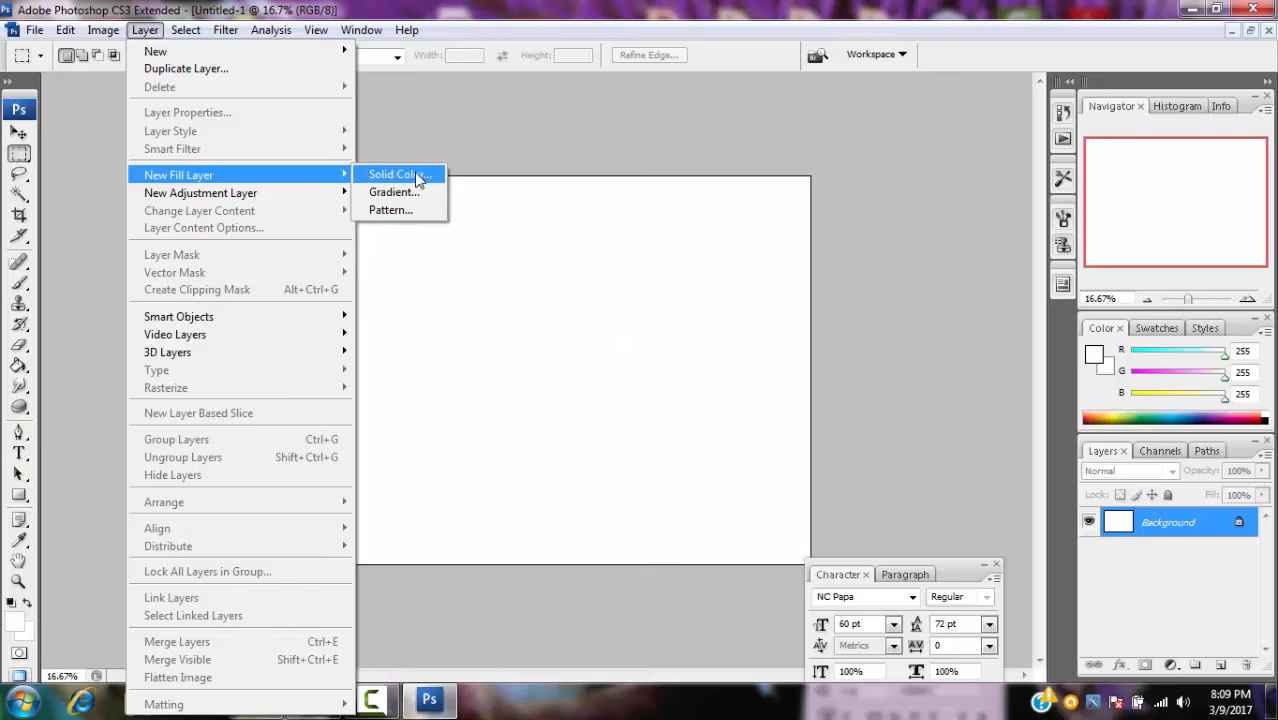 Adobe Photoshop CS3 Extended - [Untitled-1 @ 16.7% (RGB/8)]
File Edit Image Layer Select Filter Analysis View Window Help
Width: Height: Refine Edge... Workspace
New
Duplicate Layer...
Delete
Layer Properties...
Layer Style
Smart Filter
New Fill Layer
New Adjustment Layer
Change Layer Content
Layer Content Options...
Layer Mask
Vector Mask
Create Clipping Mask Alt+Ctrl+G
Smart Objects
Video Layers
3D Layers
Type
Rasterize
New Layer Based Slice
Group Layers Ctrl+G
Ungroup Layers Shift+Ctrl+G
Hide Layers
Arrange
Align
Distribute
Lock All Layers in Group...
Link Layers
Select Linked Layers
Merge Layers Ctrl+E
Merge Visible Shift+Ctrl+E
Flatten Image
Matting
Solid Color...
Gradient...
Pattern...
Ps
Navigator Histogram Info
16.67%
Color Swatches Styles
R 255
G 255
B 255
Layers Channels Paths
Normal Opacity: 100%
Lock: Fill: 100%
Background
Character Paragraph
NC Papa Regular
60 pt 72 pt
Metrics 0
100% 100%
16.67%
Ps
8:09 PM
3/9/2017